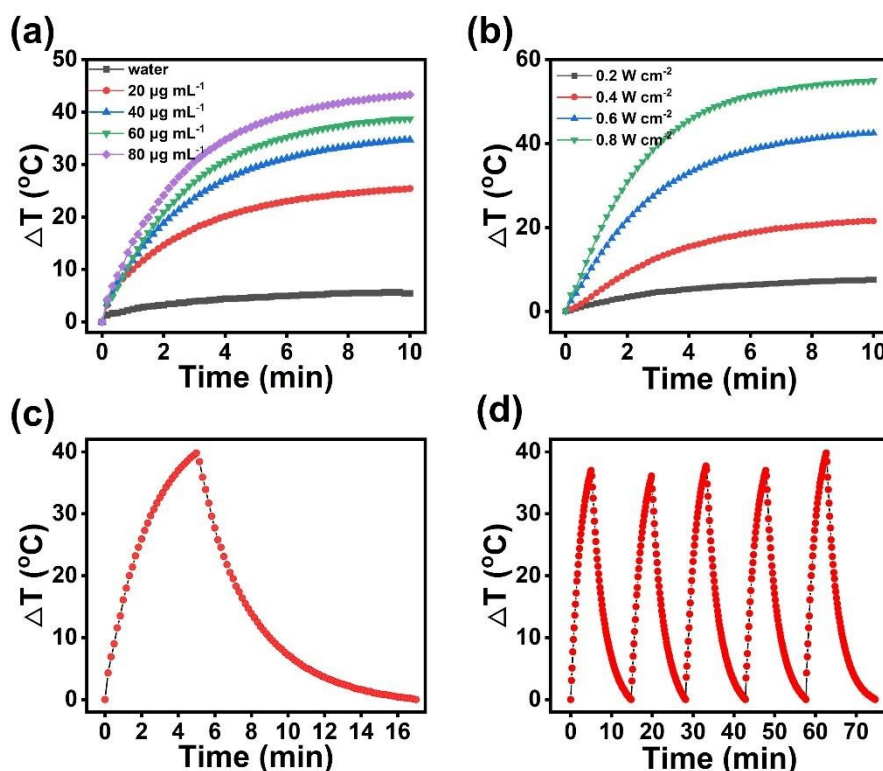 (a)
50
40
30
20
10
0
△T (°C)
water
20 μg mL⁻¹
40 μg mL⁻¹
60 μg mL⁻¹
80 μg mL⁻¹
0 2 4 6 8 10
Time (min)
(b)
60
40
20
0
△T (°C)
0.2 W cm⁻²
0.4 W cm⁻²
0.6 W cm⁻²
0.8 W cm⁻²
0 2 4 6 8 10
Time (min)
(c)
40
30
20
10
0
△T (°C)
0 2 4 6 8 10 12 14 16
Time (min)
(d)
40
30
20
10
0
△T (°C)
0 10 20 30 40 50 60 70
Time (min)